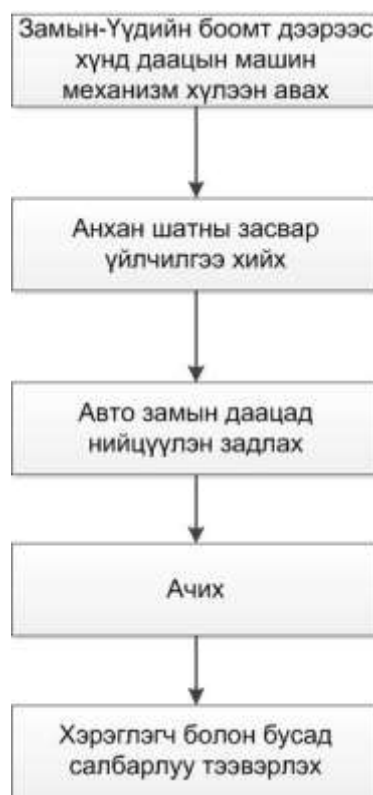 Замын-Үүдийн боомт дээрээс
хүнд даацын машин
механизм хүлээн авах
Анхан шатны засвар
үйлчилгээ хийх
Авто замын даацад
нийцүүлэн задлах
Ачих
Хэрэглэгч болон бусад
салбарлуу тээвэрлэх